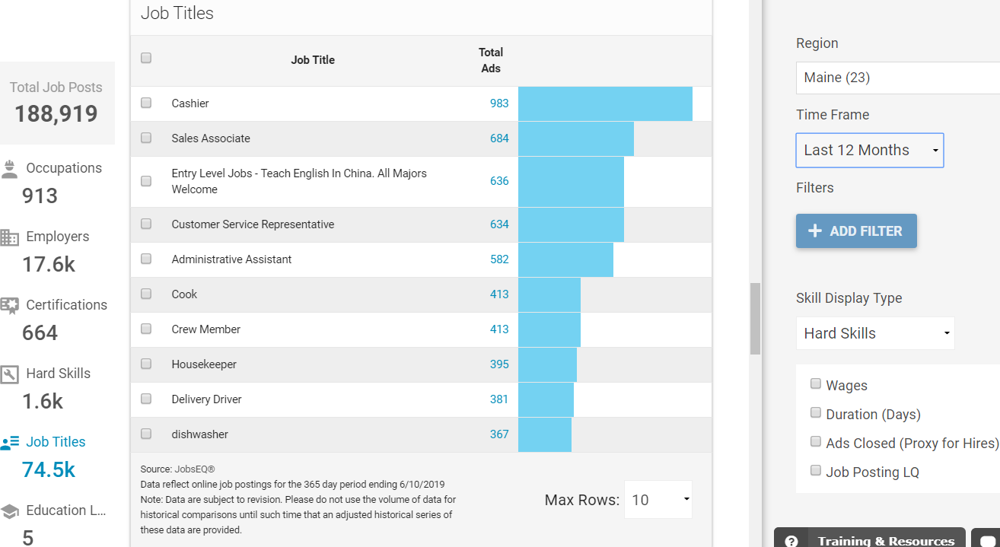 Job Titles
Total Job Posts
188,919
Occupations
913
Employers
17.6k
Certifications
664
Hard Skills
1.6k
Job Titles
74.5k
Education L...
5
Job Title
Total
Ads
Cashier 983
Sales Associate 684
Entry Level Jobs - Teach English In China. All Majors
Welcome 636
Customer Service Representative 634
Administrative Assistant 582
Cook 413
Crew Member 413
Housekeeper 395
Delivery Driver 381
dishwasher 367
Source: JobsEQ®
Data reflect online job postings for the 365 day period ending 6/10/2019
Note: Data are subject to revision. Please do not use the volume of data for
historical comparisons until such time that an adjusted historical series of
these data are provided.
Max Rows: 10
Region
Maine (23)
Time Frame
Last 12 Months
Filters
+ ADD FILTER
Skill Display Type
Hard Skills
Wages
Duration (Days)
Ads Closed (Proxy for Hires)
Job Posting LQ
? Training & Resources